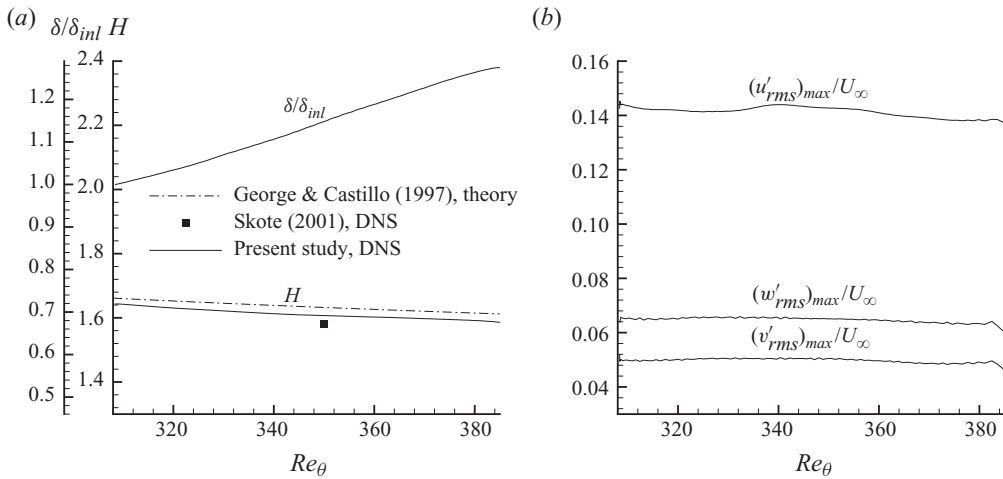 (a)
δ/δinl H
1.2
1.1
1.0
0.9
0.8
0.7
0.6
0.5
2.4
2.2
2.0
1.8
1.6
1.4
δ/δinl
George & Castillo (1997), theory
Skote (2001), DNS
Present study, DNS
H
320 340 360 380
Reθ
(b)
0.16
0.14
0.12
0.10
0.08
0.06
0.04
(u′rms)max/U∞
(w′rms)max/U∞
(v′rms)max/U∞
320 340 360 380
Reθ